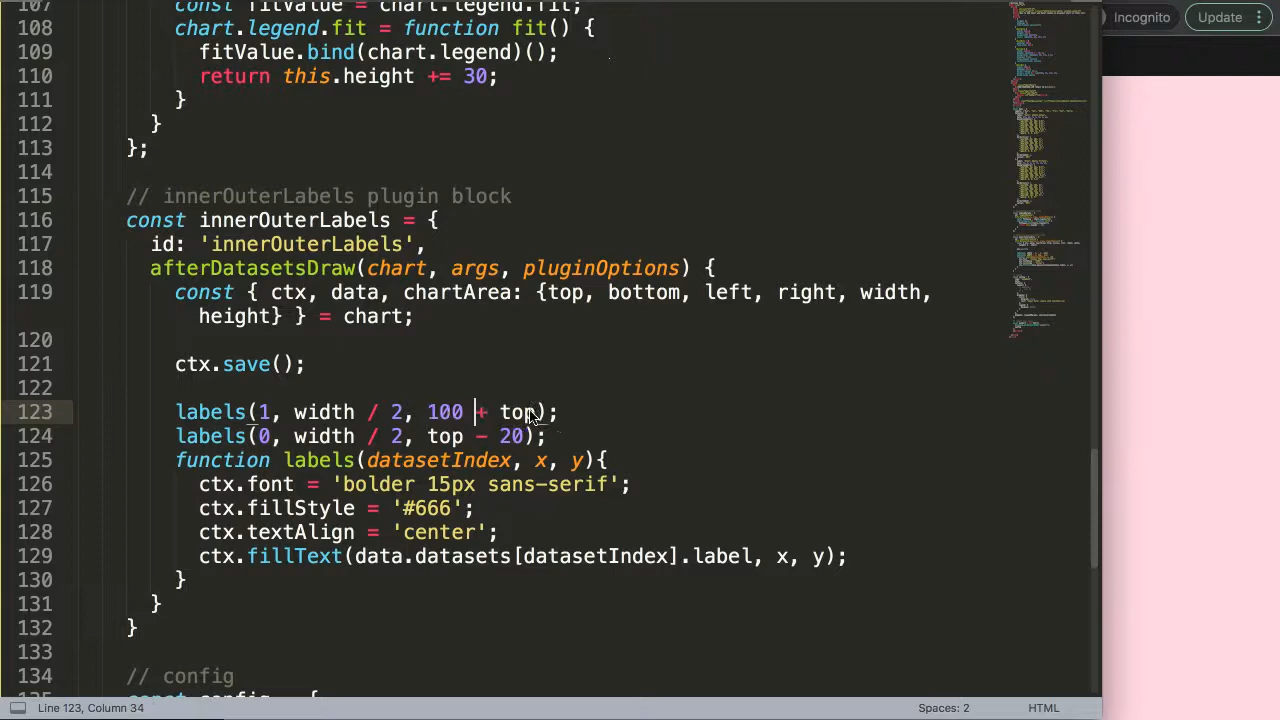 Incognito
Update
107 const fitValue = chart.legend.fit;
108 chart.legend.fit = function fit() {
109 fitValue.bind(chart.legend)();
110 return this.height += 30;
111 }
112 }
113 };
114
115 // innerOuterLabels plugin block
116 const innerOuterLabels = {
117 id: 'innerOuterLabels',
118 afterDatasetsDraw(chart, args, pluginOptions) {
119 const { ctx, data, chartArea: {top, bottom, left, right, width,
height} } = chart;
120
121 ctx.save();
122
123 labels(1, width / 2, 100 + top);
124 labels(0, width / 2, top - 20);
125 function labels(datasetIndex, x, y){
126 ctx.font = 'bolder 15px sans-serif';
127 ctx.fillStyle = '#666';
128 ctx.textAlign = 'center';
129 ctx.fillText(data.datasets[datasetIndex].label, x, y);
130 }
131 }
132 }
133
134 // config
135 const config = {
Line 123, Column 34
Spaces: 2
HTML